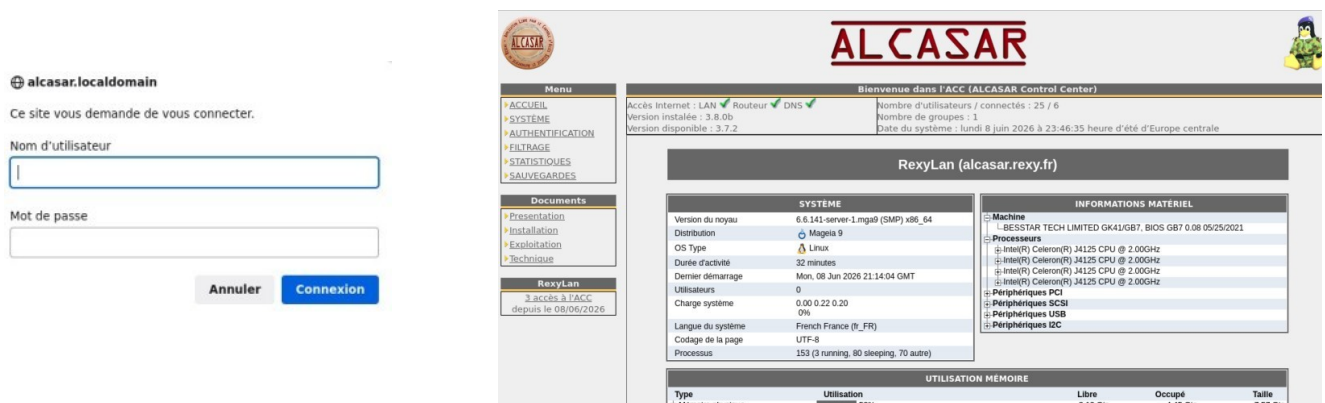 alcasar.localdomain
Ce site vous demande de vous connecter.
Nom d'utilisateur
Mot de passe
Annuler Connexion
ALCASAR
ALCASAR
Menu
ACCUEIL
SYSTÈME
AUTHENTIFICATION
FILTRAGE
STATISTIQUES
SAUVEGARDES
Documents
Presentation
Installation
Exploitation
Technique
RexyLan
3 accès à l'ACC
depuis le 08/06/2026
Bienvenue dans l'ACC (ALCASAR Control Center)
Accès Internet : LAN ✔ Routeur ✔ DNS ✔
Version installée : 3.8.0b
Version disponible : 3.7.2
Nombre d'utilisateurs / connectés : 25 / 6
Nombre de groupes : 1
Date du système : lundi 8 juin 2026 à 23:46:35 heure d'été d'Europe centrale
RexyLan (alcasar.rexy.fr)
SYSTÈME
Version du noyau 6.6.141-server-1.mga9 (SMP) x86_64
Distribution Mageia 9
OS Type Linux
Durée d'activité 32 minutes
Dernier démarrage Mon, 08 Jun 2026 21:14:04 GMT
Utilisateurs 0
Charge système 0.00 0.22 0.20
0%
Langue du système French France (fr_FR)
Codage de la page UTF-8
Processus 153 (3 running, 80 sleeping, 70 autre)
INFORMATIONS MATÉRIEL
Machine
BESSTAR TECH LIMITED GK41/GB7, BIOS GB7 0.08 05/25/2021
Processeurs
Intel(R) Celeron(R) J4125 CPU @ 2.00GHz
Intel(R) Celeron(R) J4125 CPU @ 2.00GHz
Intel(R) Celeron(R) J4125 CPU @ 2.00GHz
Intel(R) Celeron(R) J4125 CPU @ 2.00GHz
Périphériques PCI
Périphériques SCSI
Périphériques USB
Périphériques I2C
UTILISATION MÉMOIRE
Type Utilisation Libre Occupé Taille